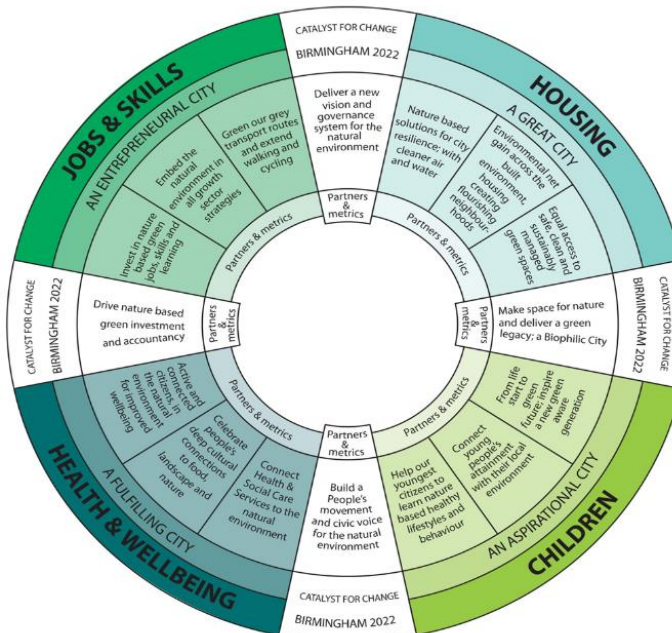 CATALYST FOR CHANGE
BIRMINGHAM 2022
Deliver a new
vision and
governance
system for the
natural
environment
Partners
&
metrics
HOUSING
A GREAT CITY
Nature based
solutions for city
resilience; with
cleaner air
and water
Environmental net
gain across the
built
environment,
housing
creating
flourishing
neighbour-
hoods
Equal access to
safe, clean and
sustainably
managed
green spaces
Partners & metrics
CATALYST FOR CHANGE
BIRMINGHAM 2022
Make space for nature
and deliver a green
legacy; a Biophilic City
Partners
&
metrics
CHILDREN
AN ASPIRATIONAL CITY
From life
start to
green
future; inspire
a new green
aware
generation
Connect
young
people's
attainment
with their local
environment
Help our
youngest
citizens to
learn nature
based healthy
lifestyles and
behaviour
Partners & metrics
CATALYST FOR CHANGE
BIRMINGHAM 2022
Build a
People's
movement
and civic voice
for the natural
environment
Partners
&
metrics
HEALTH & WELLBEING
A FULFILLING CITY
Connect
Health &
Social Care
Services to the
natural
environment
Celebrate
people's
deep cultural
connections
to food,
landscape and
nature
Active and
connected
citizens, in
the natural
environment
for improved
wellbeing
Partners & metrics
CATALYST FOR CHANGE
BIRMINGHAM 2022
Drive nature based
green investment
and accountancy
Partners
&
metrics
JOBS & SKILLS
AN ENTREPRENEURIAL CITY
Invest in nature
based green
jobs, skills and
learning
Embed the
natural
environment in
all growth
sector
strategies
Green our grey
transport routes
and extend
walking and
cycling
Partners & metrics